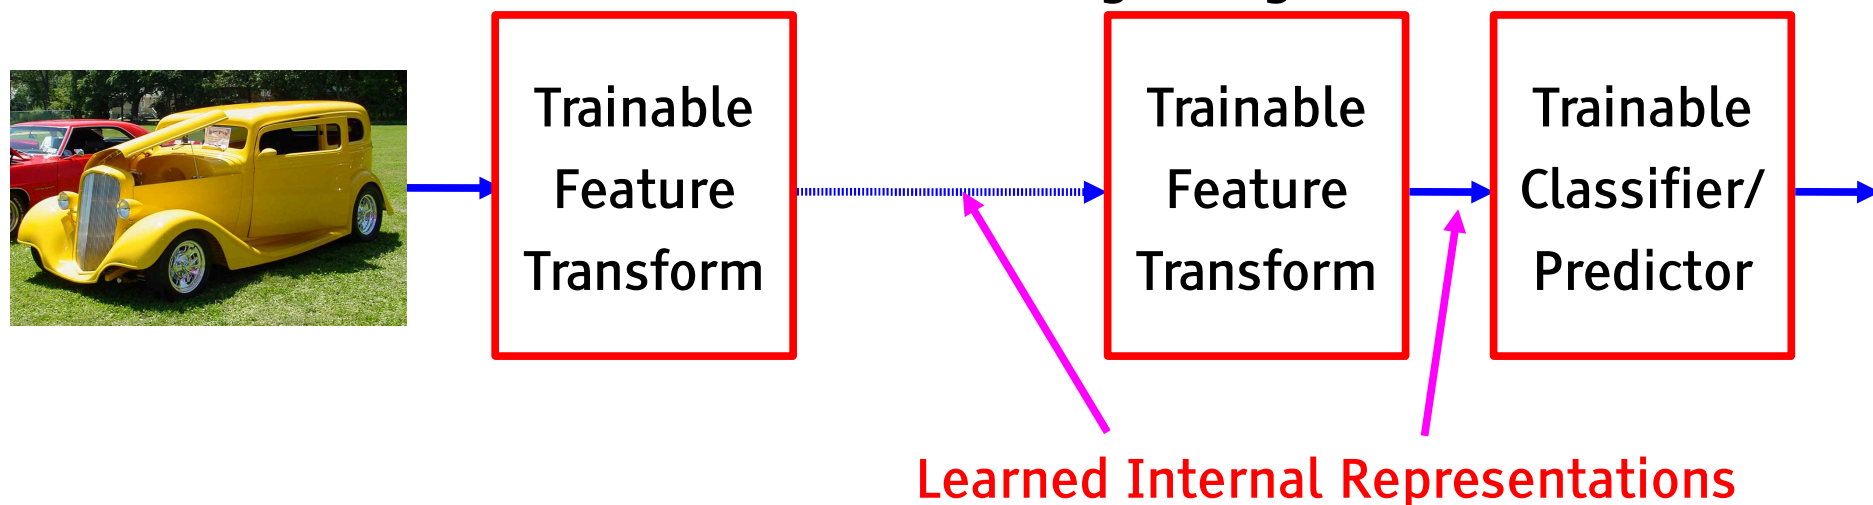 Trainable
Feature
Transform
Trainable
Feature
Transform
Trainable
Classifier/
Predictor
Learned Internal Representations